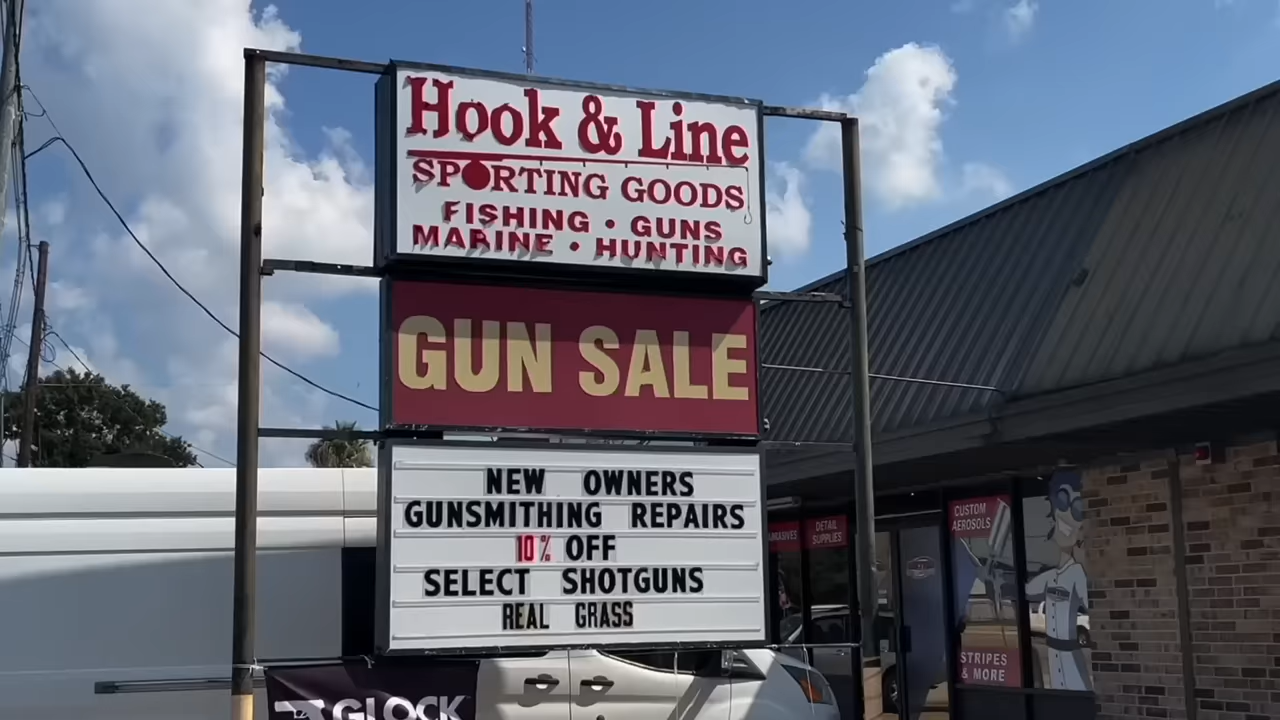 Hook & Line
SPORTING GOODS
FISHING • GUNS
MARINE • HUNTING
GUN SALE
NEW OWNERS
GUNSMITHING REPAIRS
10% OFF
SELECT SHOTGUNS
REAL GRASS
GLOCK
DETAIL
SUPPLIES
CUSTOM
AEROSOLS
STRIPES
& MORE